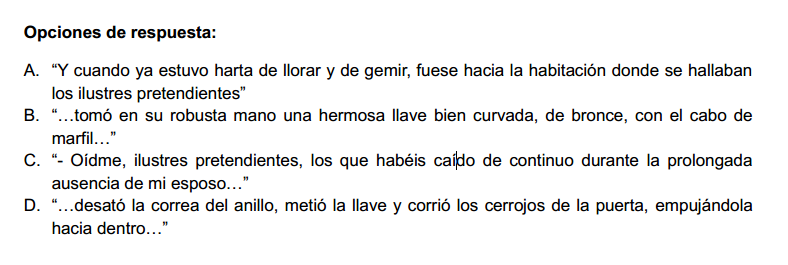 Opciones de respuesta:
A. “Y cuando ya estuvo harta de llorar y de gemir, fuese hacia la habitación donde se hallaban
los ilustres pretendientes”
B. “…tomó en su robusta mano una hermosa llave bien curvada, de bronce, con el cabo de
marfil…”
C. “- Oídme, ilustres pretendientes, los que habéis caído de continuo durante la prolongada
ausencia de mi esposo…”
D. “…desató la correa del anillo, metió la llave y corrió los cerrojos de la puerta, empujándola
hacia dentro…”